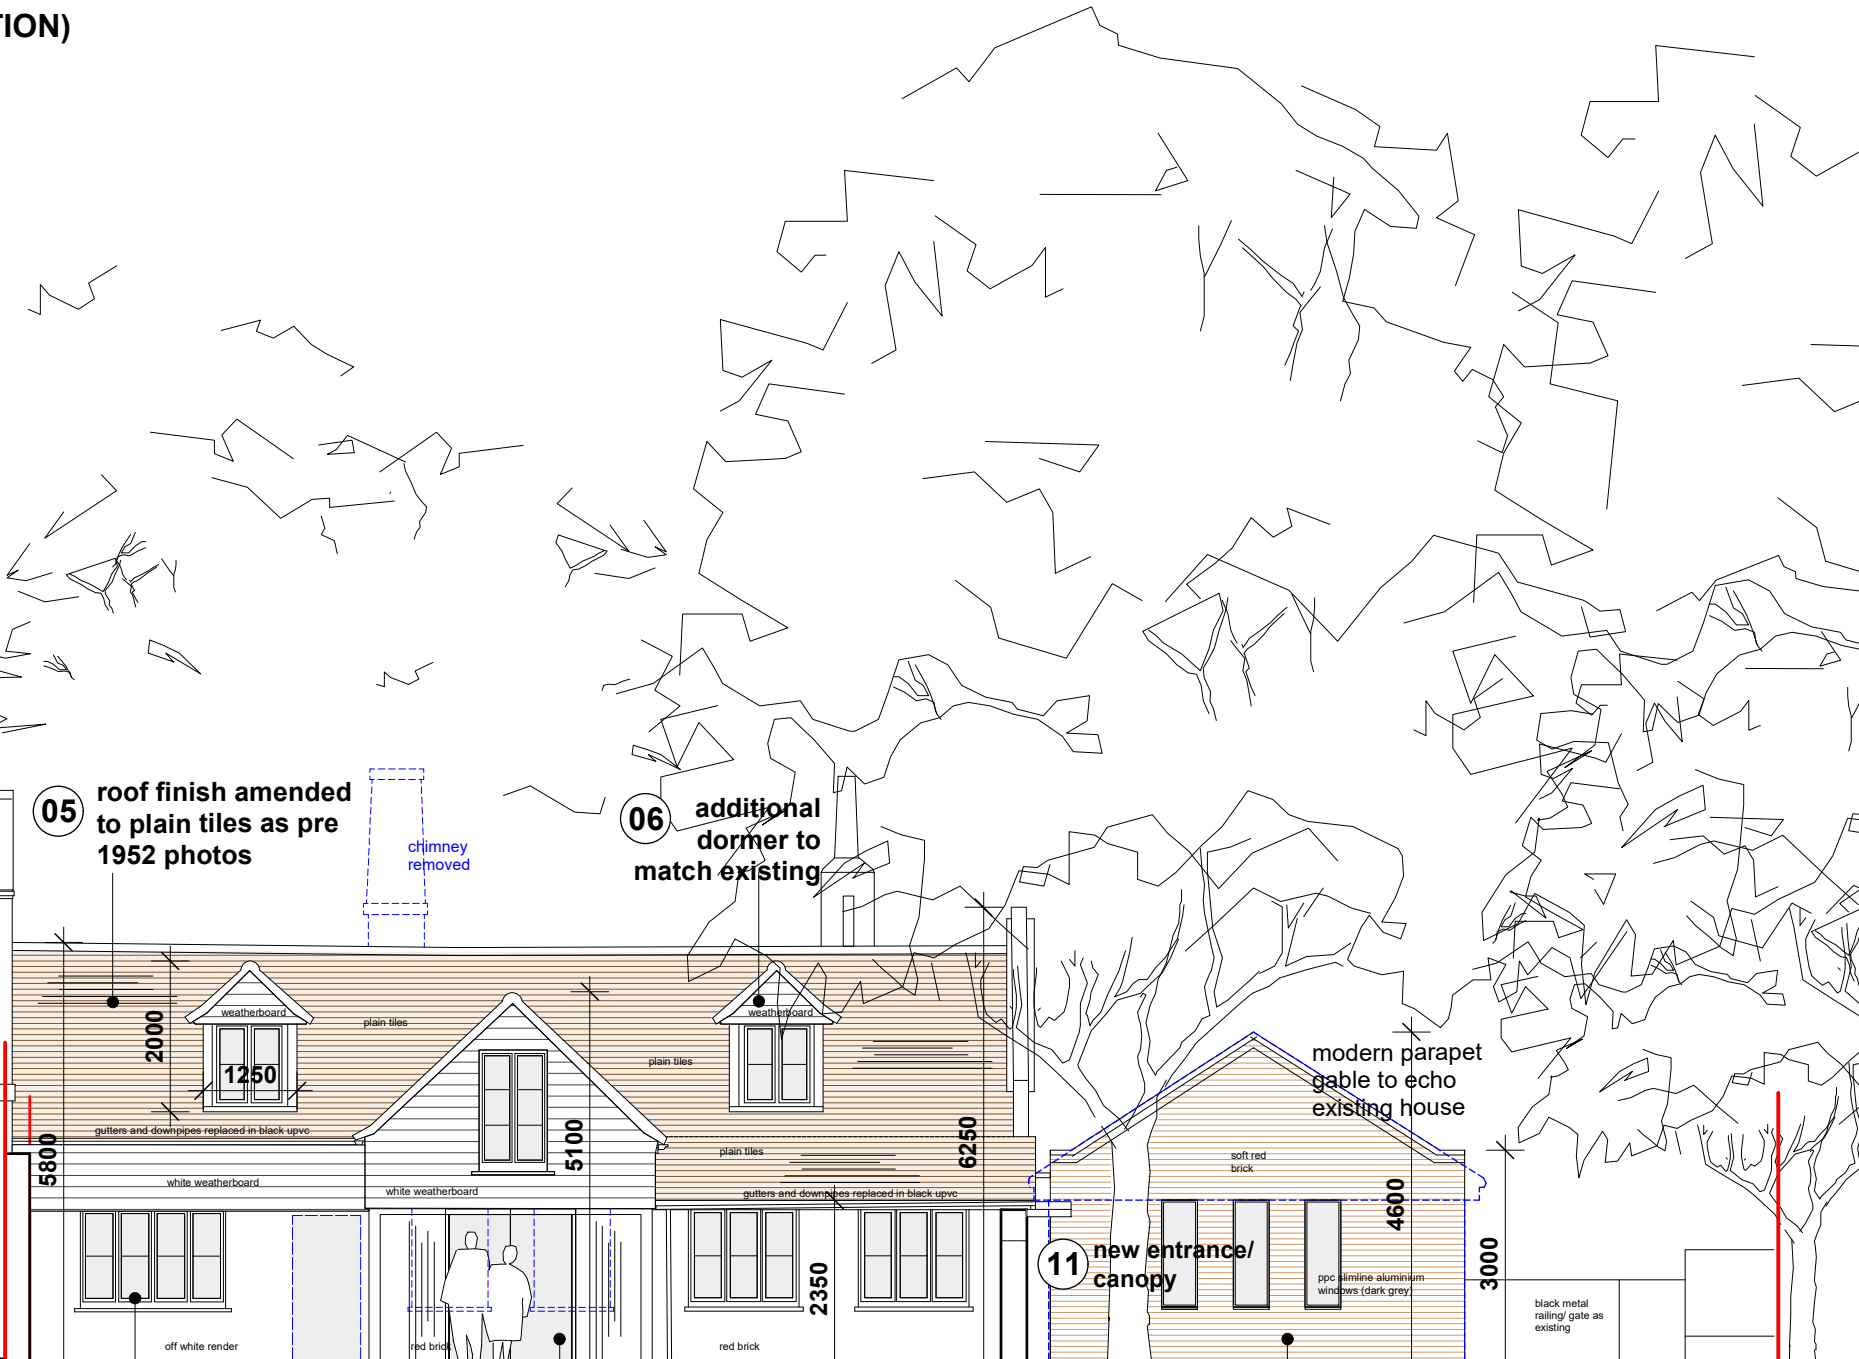 TION)
05
roof finish amended
to plain tiles as pre
1952 photos
chimney
removed
06
additional
dormer to
match existing
weatherboard
plain tiles
weatherboard
plain tiles
2000
1250
modern parapet
gable to echo
existing house
gutters and downpipes replaced in black upvc
5800
5100
6250
plain tiles
soft red
brick
white weatherboard
white weatherboard
gutters and downpipes replaced in black upvc
4600
11
new entrance/
canopy
3000
2350
ppc slimline aluminium
windows (dark grey)
black metal
railing/ gate as
existing
off white render
red brick
red brick